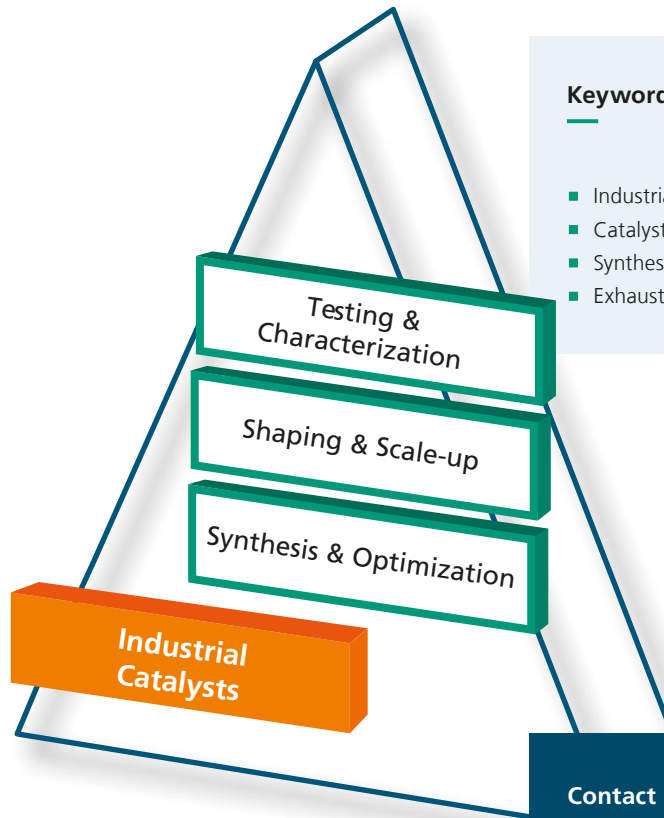 Testing &
Characterization
Shaping & Scale-up
Synthesis & Optimization
Industrial
Catalysts
Keyword
Industria
Catalyst
Synthes
Exhaust
Contact